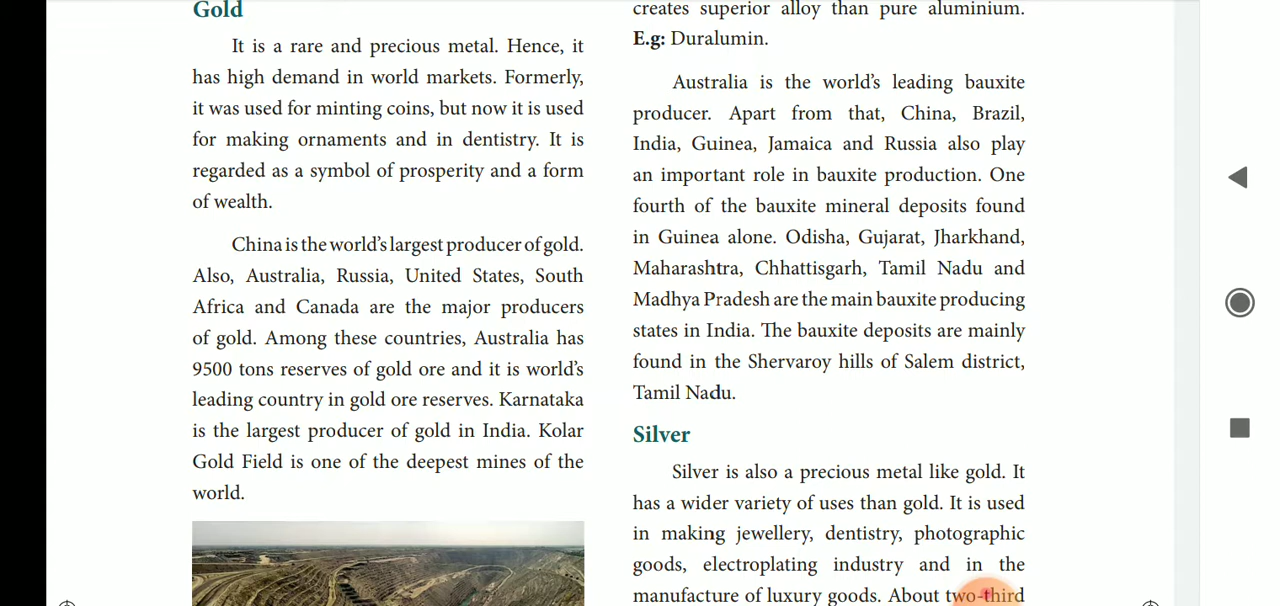 Gold
It is a rare and precious metal. Hence, it
has high demand in world markets. Formerly,
it was used for minting coins, but now it is used
for making ornaments and in dentistry. It is
regarded as a symbol of prosperity and a form
of wealth.
China is the world's largest producer of gold.
Also, Australia, Russia, United States, South
Africa and Canada are the major producers
of gold. Among these countries, Australia has
9500 tons reserves of gold ore and it is world's
leading country in gold ore reserves. Karnataka
is the largest producer of gold in India. Kolar
Gold Field is one of the deepest mines of the
world.
creates superior alloy than pure aluminium.
E.g: Duralumin.
Australia is the world's leading bauxite
producer. Apart from that, China, Brazil,
India, Guinea, Jamaica and Russia also play
an important role in bauxite production. One
fourth of the bauxite mineral deposits found
in Guinea alone. Odisha, Gujarat, Jharkhand,
Maharashtra, Chhattisgarh, Tamil Nadu and
Madhya Pradesh are the main bauxite producing
states in India. The bauxite deposits are mainly
found in the Shervaroy hills of Salem district,
Tamil Nadu.
Silver
Silver is also a precious metal like gold. It
has a wider variety of uses than gold. It is used
in making jewellery, dentistry, photographic
goods, electroplating industry and in the
manufacture of luxury goods. About two-third